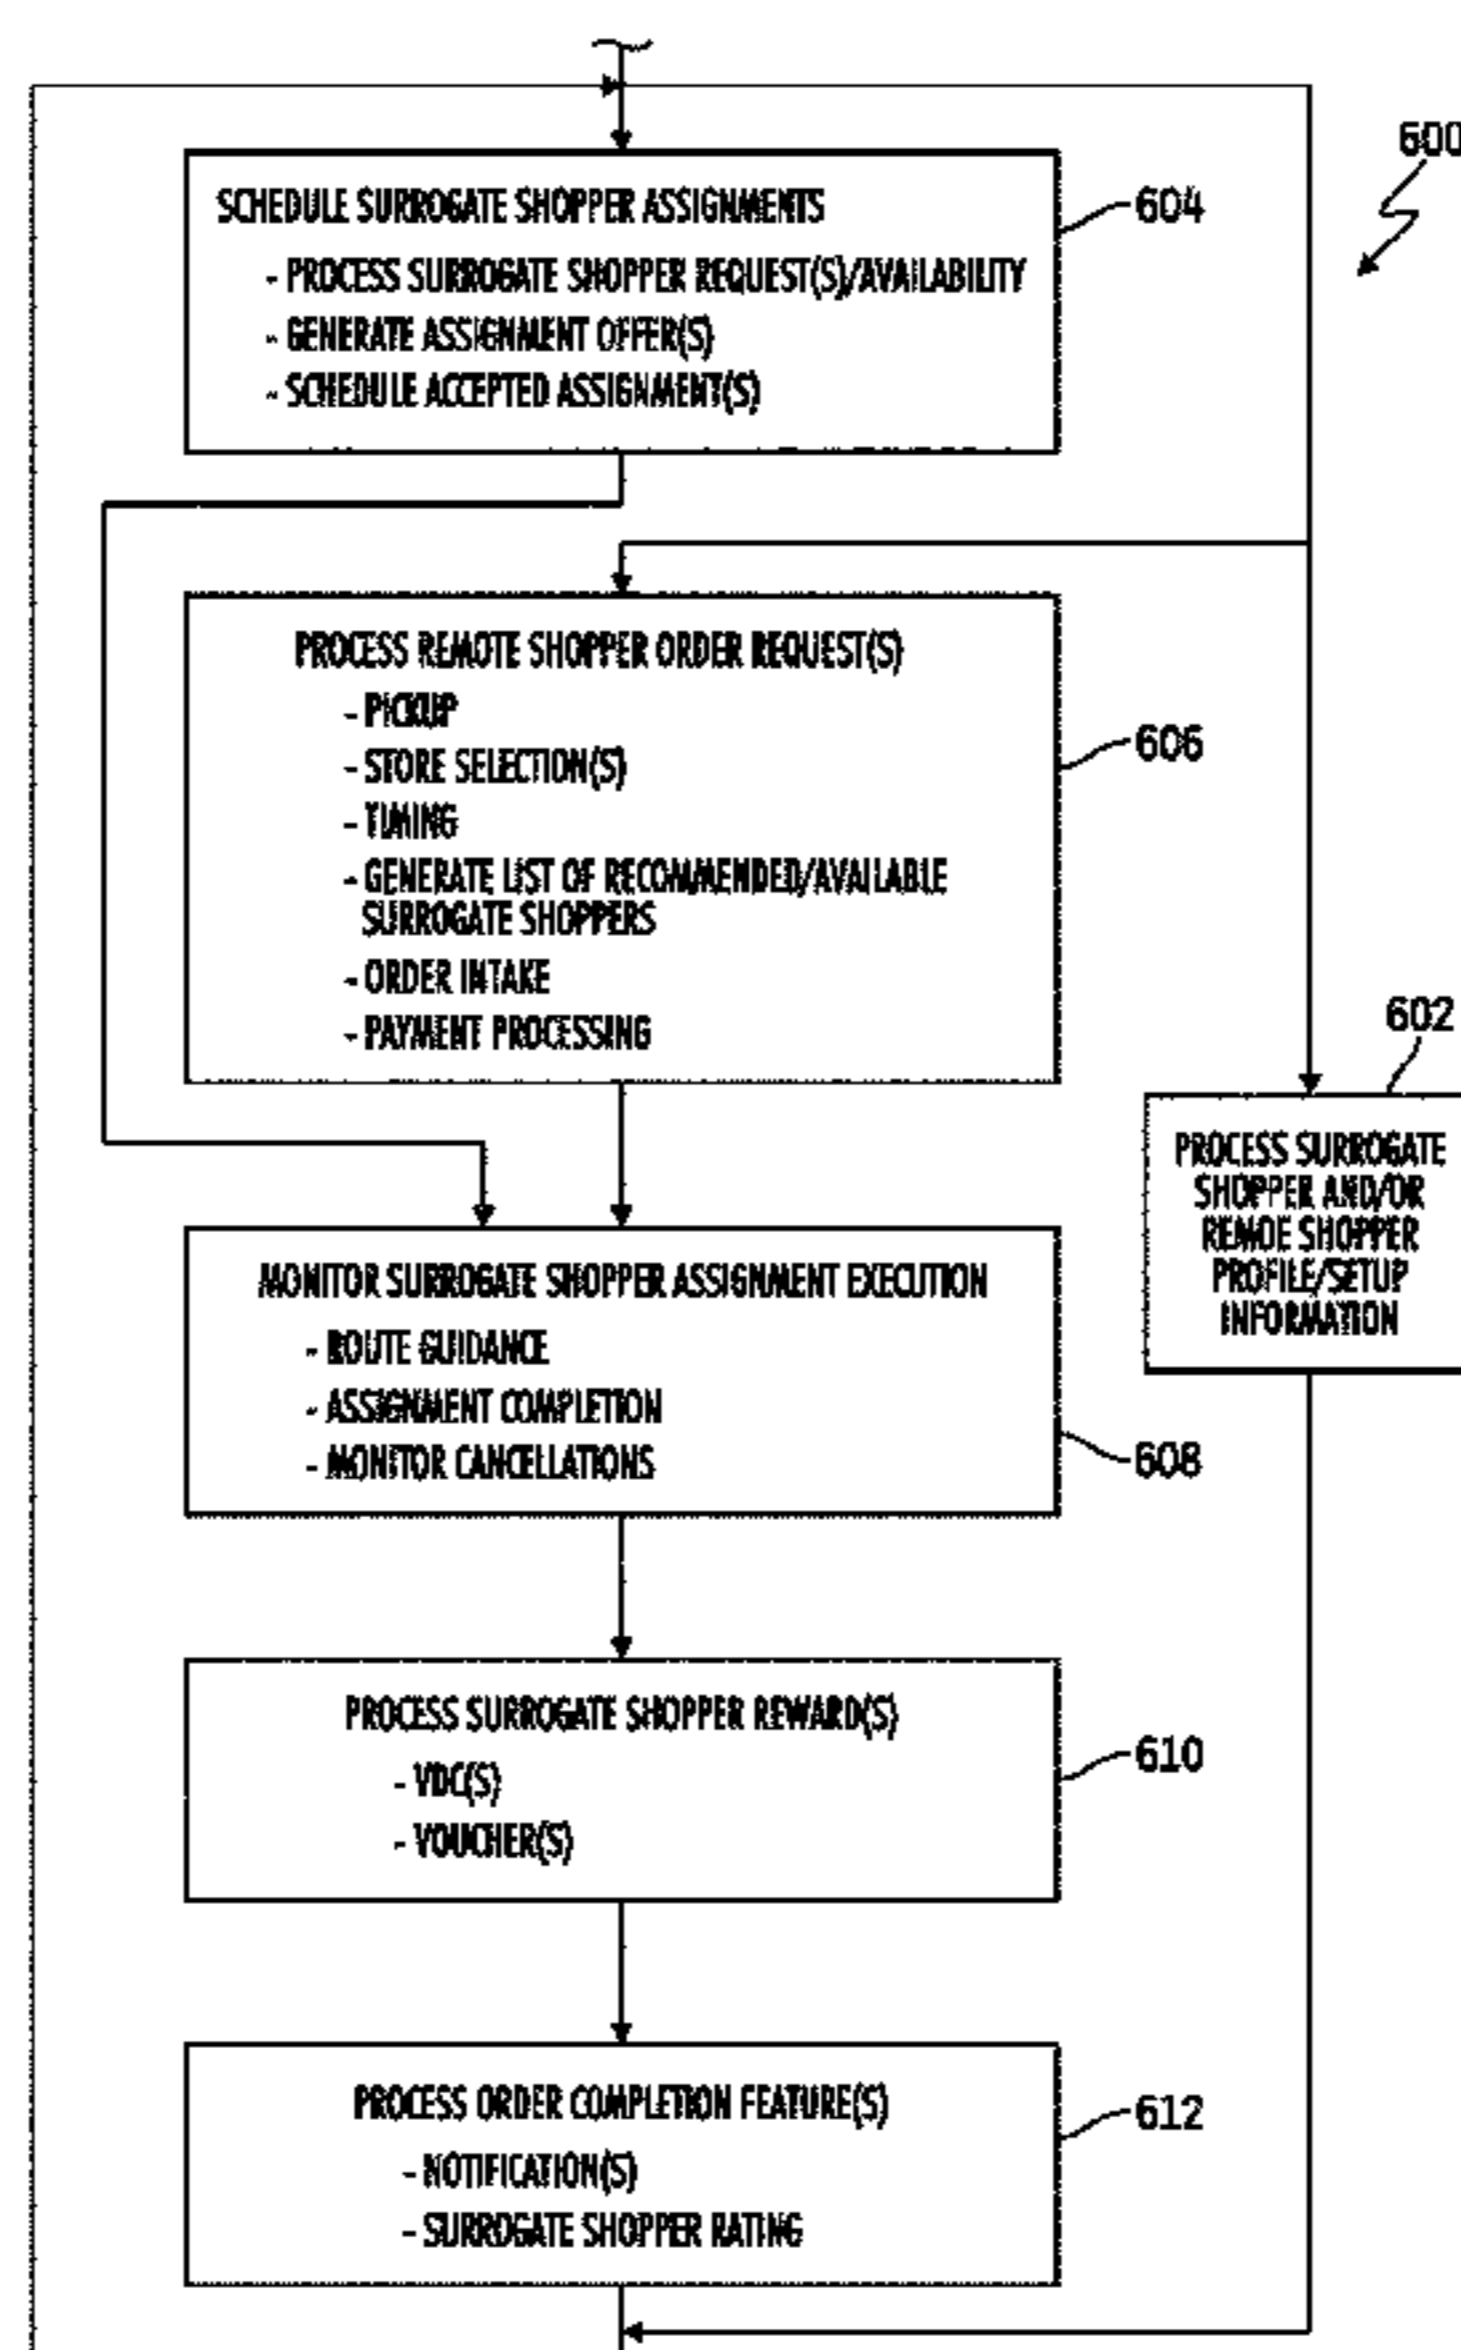 600
SCHEDULE SURROGATE SHOPPER ASSIGNMENTS
- PROCESS SURROGATE SHOPPER REQUEST(S)/AVAILABILITY
- GENERATE ASSIGNMENT OFFER(S)
- SCHEDULE ACCEPTED ASSIGNMENT(S)
604
PROCESS REMOTE SHOPPER ORDER REQUEST(S)
- PICKUP
- STORE SELECTION(S)
- TIMING
- GENERATE LIST OF RECOMMENDED/AVAILABLE
SURROGATE SHOPPERS
- ORDER INTAKE
- PAYMENT PROCESSING
606
602
PROCESS SURROGATE
SHOPPER AND/OR
REMOE SHOPPER
PROFILE/SETUP
INFORMATION
MONITOR SURROGATE SHOPPER ASSIGNMENT EXECUTION
- ROUTE GUIDANCE
- ASSIGNMENT COMPLETION
- MONITOR CANCELLATIONS
608
PROCESS SURROGATE SHOPPER REWARD(S)
- VDC(S)
- VOUCHER(S)
610
PROCESS ORDER COMPLETION FEATURE(S)
- NOTIFICATION(S)
- SURROGATE SHOPPER RATING
612